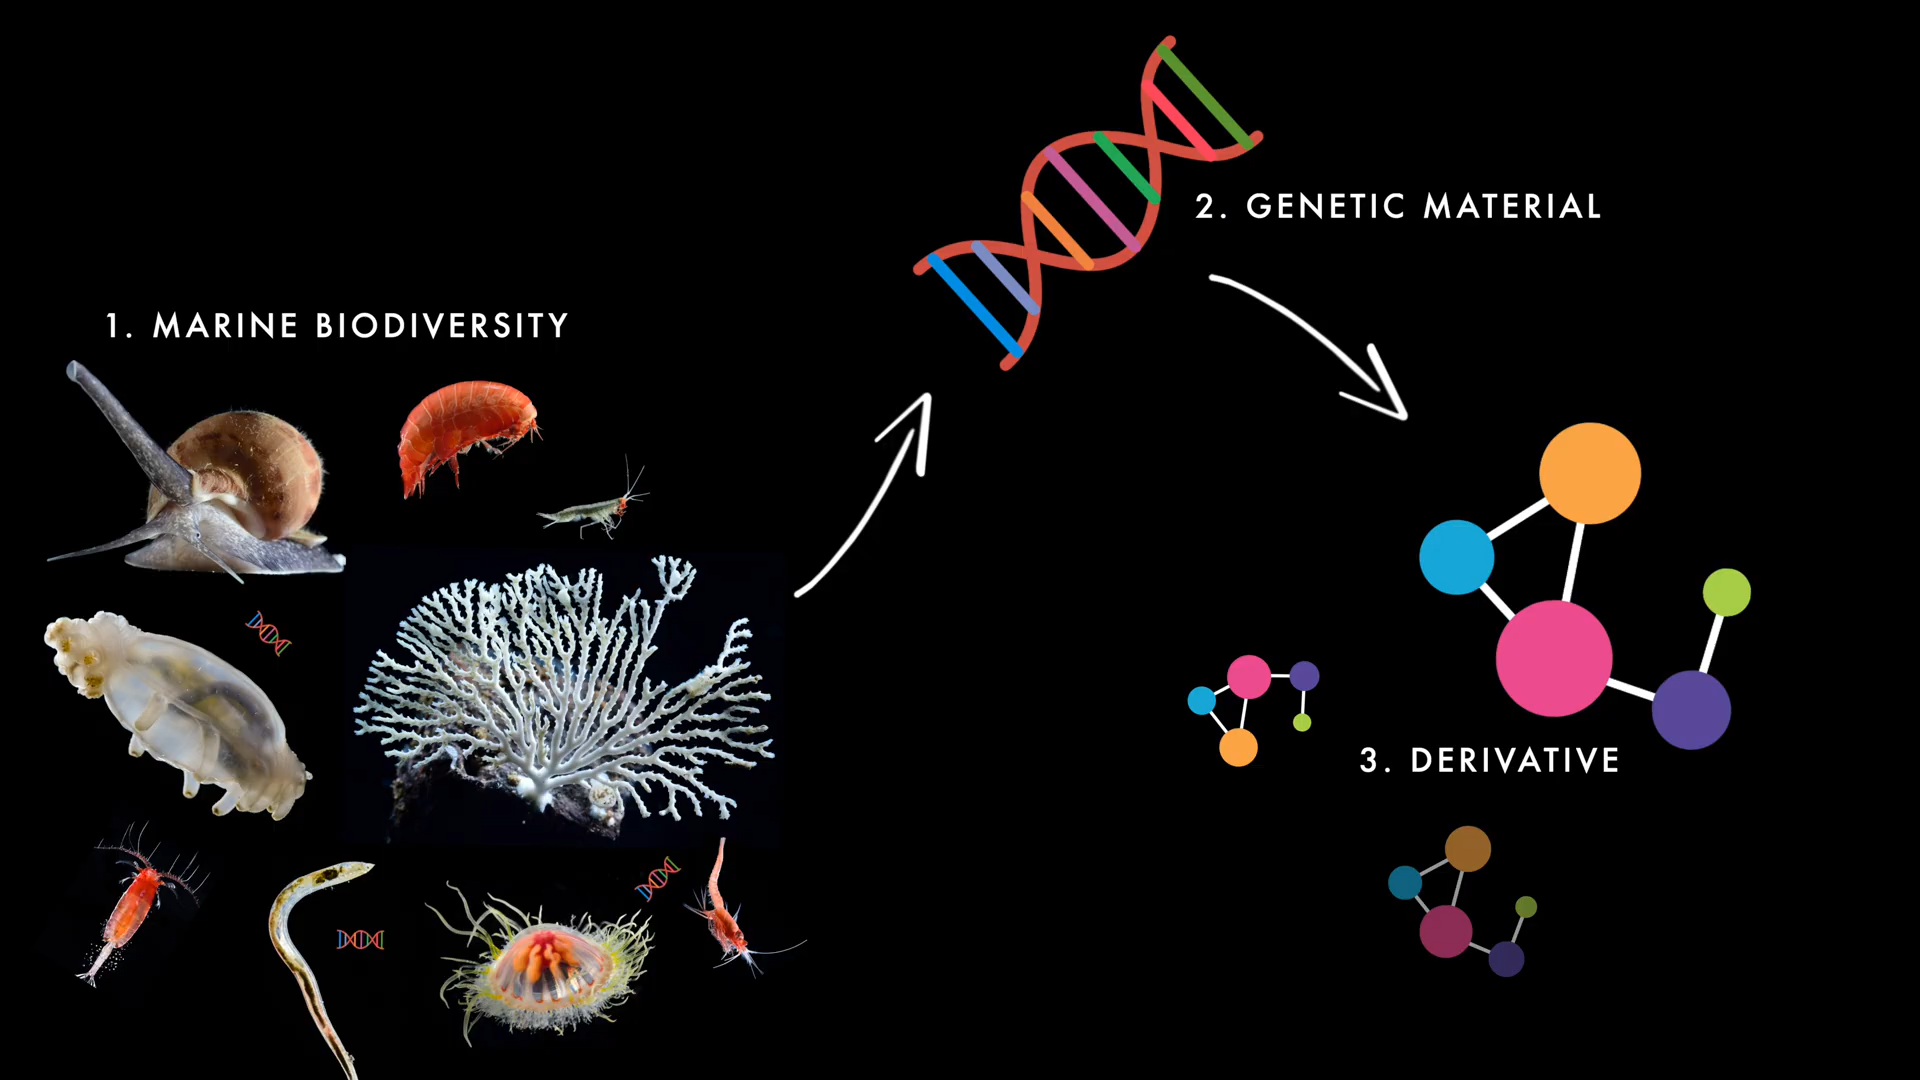 1. MARINE BIODIVERSITY
2. GENETIC MATERIAL
3. DERIVATIVE